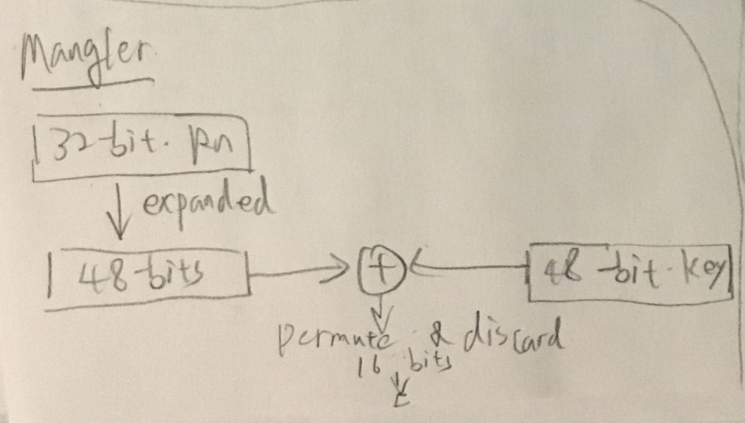 Mangler
32-bit. Rn
expanded
48-bits
+
48-bit. key
permute & discard
16 bits